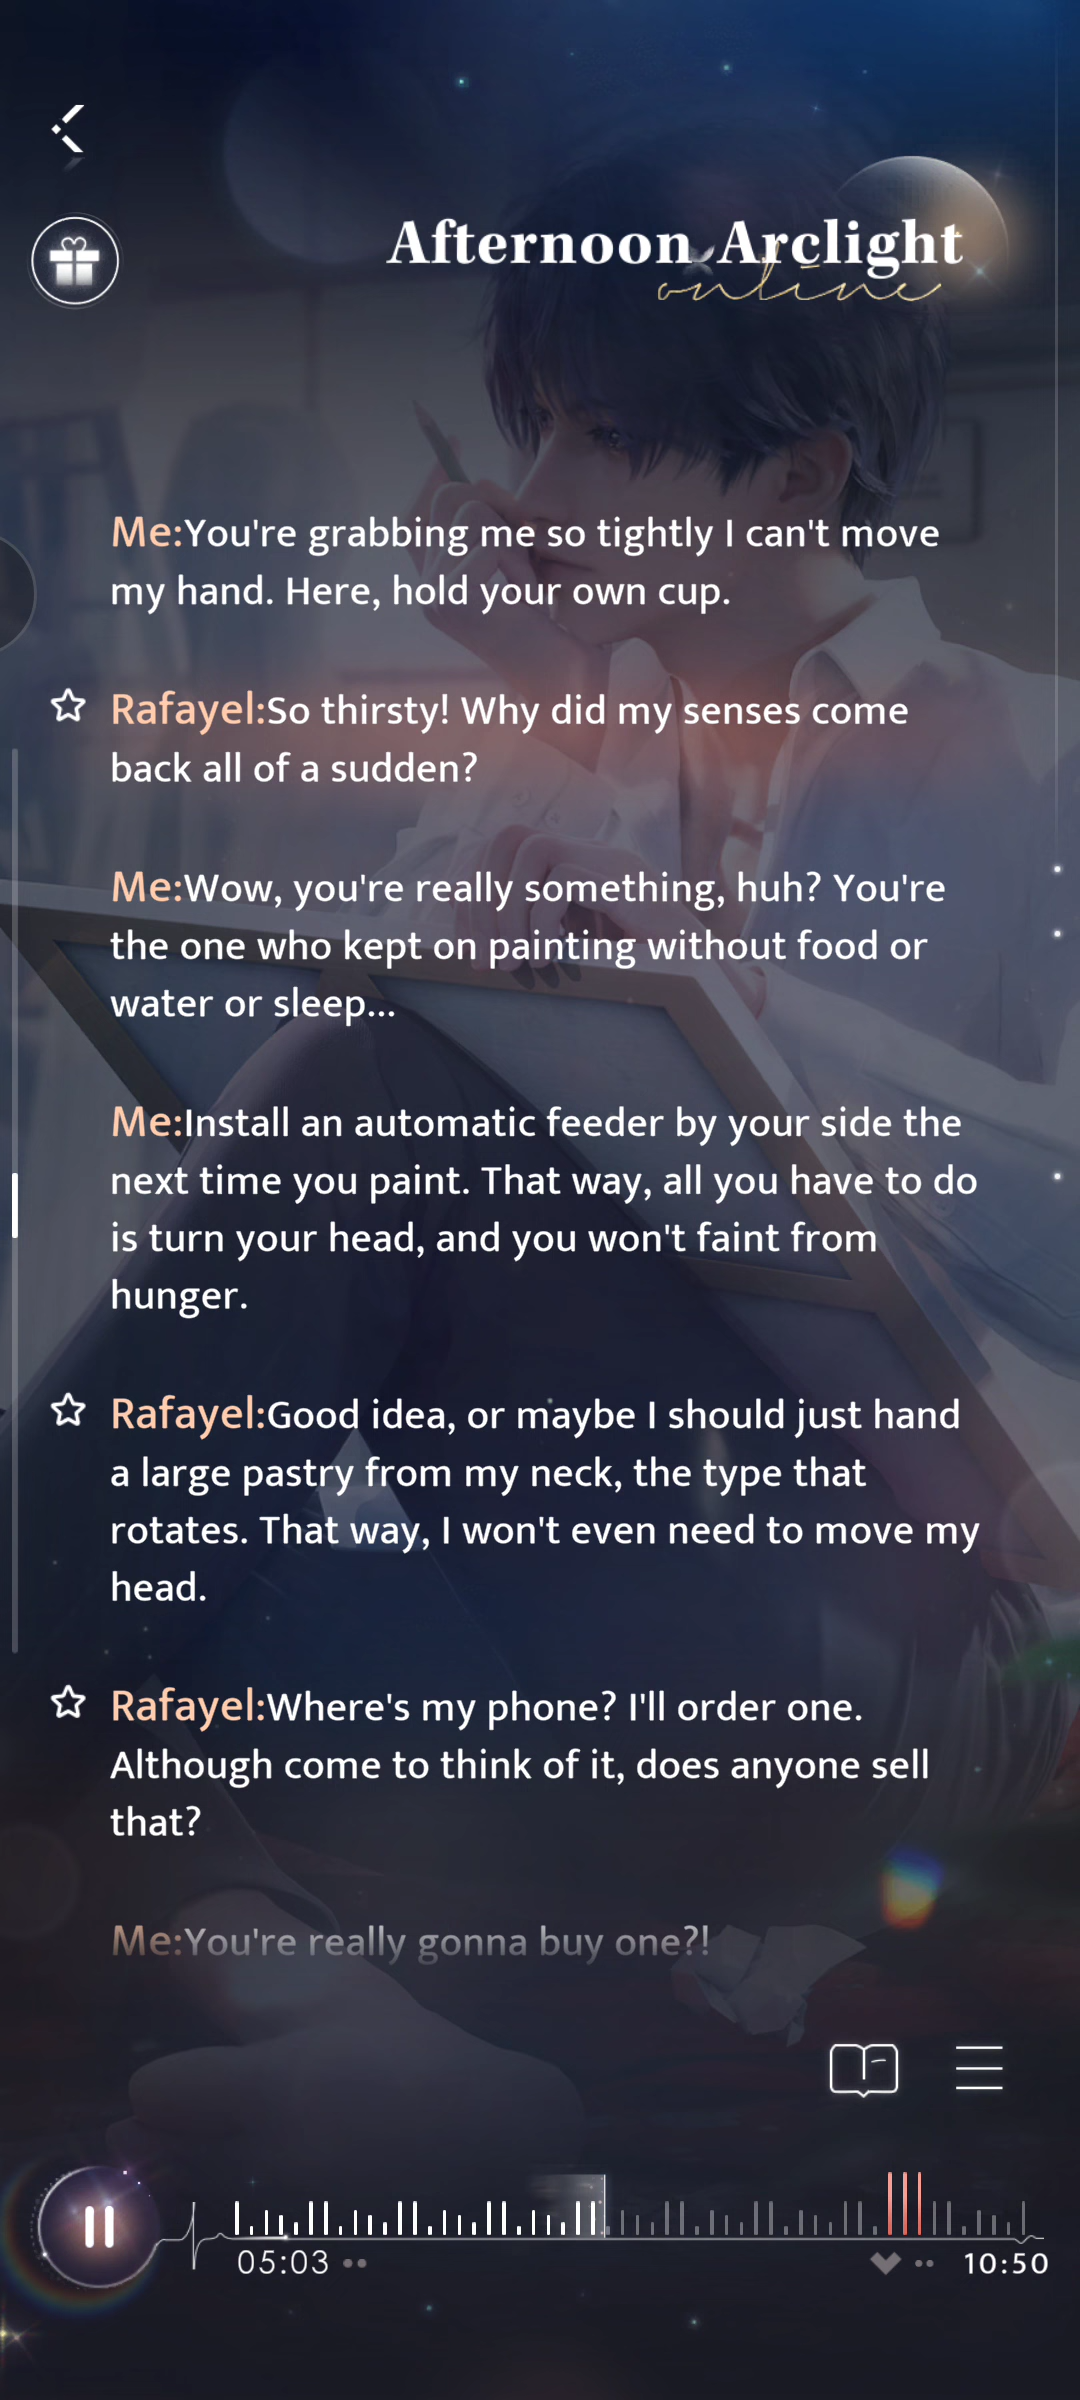 Afternoon Arclight
online
Me:You're grabbing me so tightly I can't move
my hand. Here, hold your own cup.
Rafayel:So thirsty! Why did my senses come
back all of a sudden?
Me:Wow, you're really something, huh? You're
the one who kept on painting without food or
water or sleep...
Me:Install an automatic feeder by your side the
next time you paint. That way, all you have to do
is turn your head, and you won't faint from
hunger.
Rafayel:Good idea, or maybe I should just hand
a large pastry from my neck, the type that
rotates. That way, I won't even need to move my
head.
Rafayel:Where's my phone? I'll order one.
Although come to think of it, does anyone sell
that?
Me:You're really gonna buy one?!
05:03
10:50